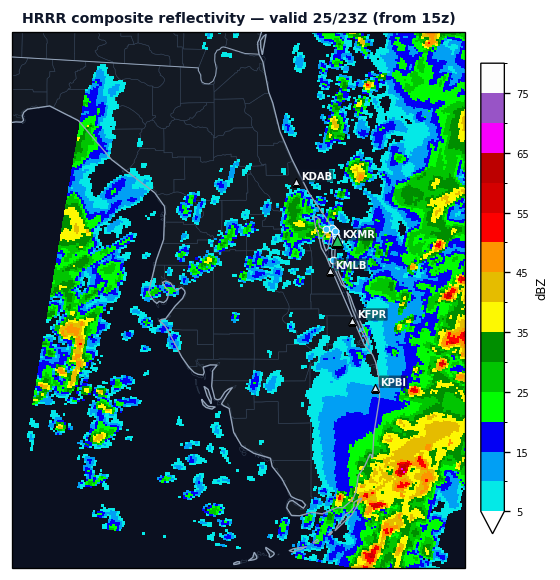 HRRR composite reflectivity — valid 25/23Z (from 15z)
KDAB
KXMR
KMLB
KFPR
KPBI
75
65
55
45
35
25
15
5
dBZ